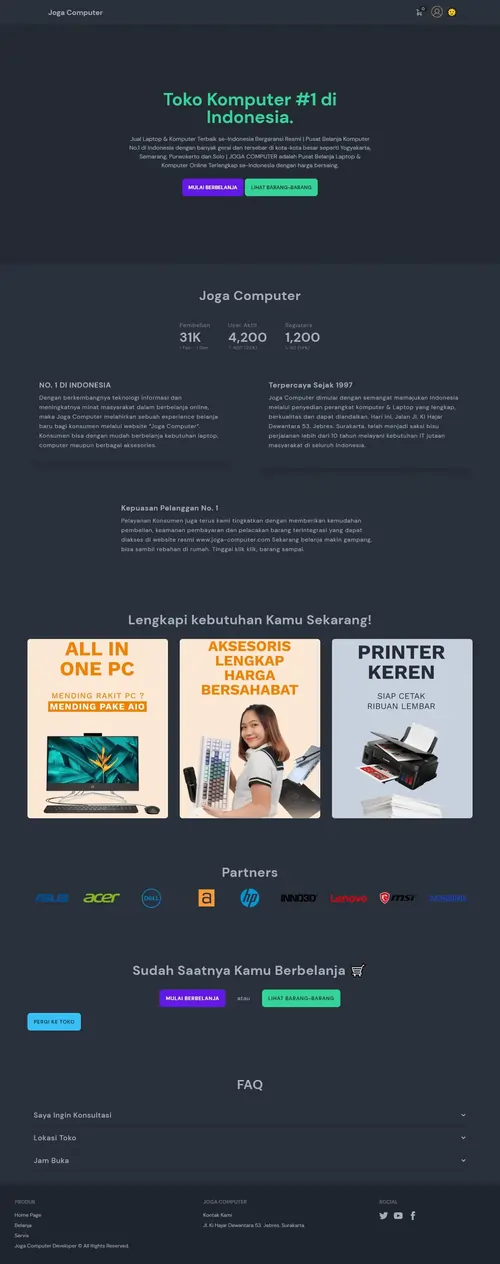 Joga Computer
0
Toko Komputer #1 di
Indonesia.
Jual Laptop & Komputer Terbaik se-Indonesia Bergaransi Resmi | Pusat Belanja Komputer
No.1 di Indonesia dengan banyak gerai dan tersebar di kota-kota besar seperti Yogyakarta,
Semarang, Purwokerto dan Solo | JOGA COMPUTER adalah Pusat Belanja Laptop &
Komputer Online Terlengkap se-Indonesia dengan harga bersaing.
MULAI BERBELANJA
LIHAT BARANG-BARANG
Joga Computer
Pembelian
User Aktif
Registers
31K
4,200
1,200
NO. 1 DI INDONESIA
Dengan berkembangnya teknologi informasi dan
meningkatnya minat masyarakat dalam berbelanja online,
maka Joga Computer melahirkan sebuah experience belanja
baru bagi konsumen melalui website "Joga Computer".
Konsumen bisa dengan mudah berbelanja kebutuhan laptop,
computer maupun berbagai aksesories.
Terpercaya Sejak 1997
Joga Computer dimulai dengan semangat memajukan Indonesia
melalui penyedian perangkat komputer & Laptop yang lengkap,
berkualitas dan dapat diandalkan. Hari ini, Jalan Jl. Ki Hajar
Dewantara 53, Jebres. Surakarta, telah menjadi saksi bisu
perjalanan lebih dari 10 tahun melayani kebutuhan IT jutaan
masyarakat di seluruh Indonesia.
Kepuasan Pelanggan No. 1
Pelayanan Konsumen juga terus kami tingkatkan dengan memberikan kemudahan
pembelian, keamanan pembayaran dan pelacakan barang terintegrasi yang dapat
diakses di website resmi www.joga-computer.com Sekarang belanja makin gampang,
bisa sambil rebahan di rumah. Tinggal klik klik, barang sampai.
Lengkapi kebutuhan Kamu Sekarang!
ALL IN
ONE PC
MENDING RAKIT PC ?
MENDING PAKE AIO
AKSESORIS
LENGKAP
HARGA
BERSAHABAT
PRINTER
KEREN
SIAP CETAK
RIBUAN LEMBAR
Partners
ASUS
acer
DELL
a
hp
INNO3D
Lenovo
msi
Sudah Saatnya Kamu Berbelanja 🛒
MULAI BERBELANJA
atau
LIHAT BARANG-BARANG
PERGI KE TOKO
FAQ
Saya Ingin Konsultasi
Lokasi Toko
Jam Buka
PRODUK
Home Page
Belanja
Servis
Joga Computer Developer © All Rights Reserved.
JOGA COMPUTER
Kontak Kami
Jl. Ki Hajar Dewantara 53, Jebres. Surakarta.
SOCIAL